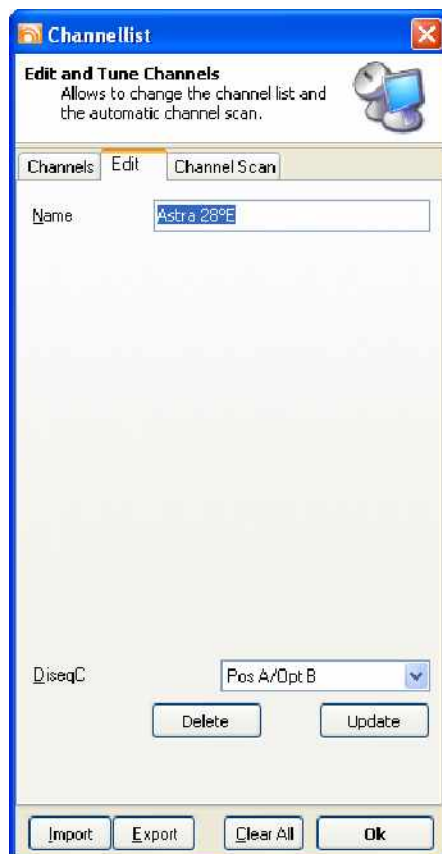 Channellist
Edit and Tune Channels
Allows to change the channel list and
the automatic channel scan.
Channels Edit Channel Scan
Name Astra 28ºE
DiseqC Pos A/Opt B
Delete Update
Import Export Clear All Ok